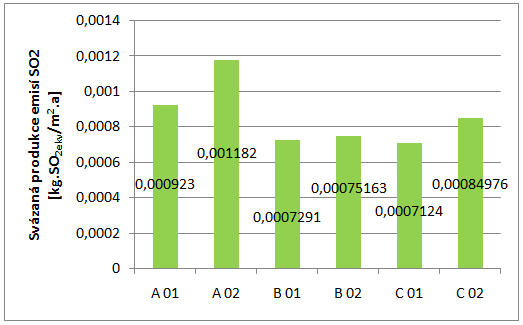 Svázaná produkce emisí SO2
[kg.SO2ekv/m2.a]
0,0014
0,0012
0,001
0,0008
0,0006
0,0004
0,0002
0
0,000923
0,001182
0,0007291
0,00075163
0,0007124
0,00084976
A 01
A 02
B 01
B 02
C 01
C 02